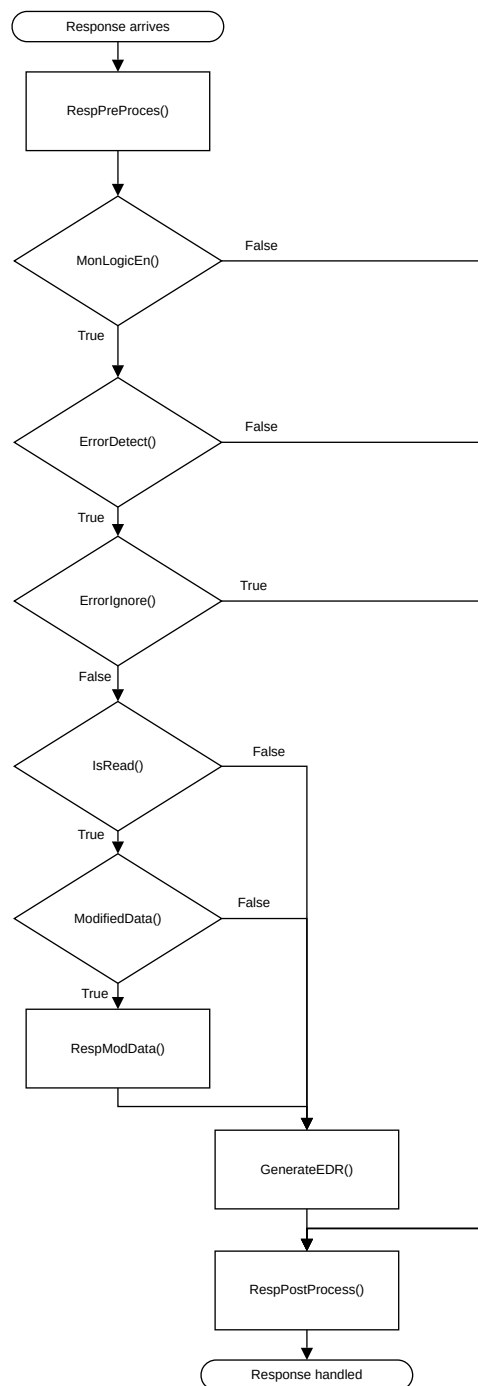 Response arrives
RespPreProces()
MonLogicEn()
False
True
ErrorDetect()
False
True
ErrorIgnore()
True
False
IsRead()
False
True
ModifiedData()
False
True
RespModData()
GenerateEDR()
RespPostProcess()
Response handled